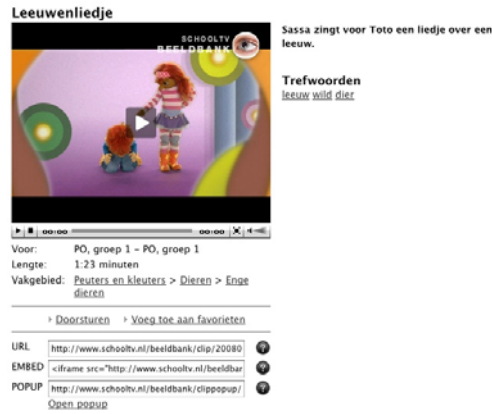 Leeuwenliedje
SCHOOLTV
BEELDBANK
00:00 00:00
Voor: PO, groep 1 – PO, groep 1
Lengte: 1:23 minuten
Vakgebied: Peuters en kleuters > Dieren > Enge
dieren
Doorsturen Voeg toe aan favorieten
URL http://www.schooltv.nl/beeldbank/clip/20080 ?
EMBED <iframe src="http://www.schooltv.nl/beeldbar ?
POPUP http://www.schooltv.nl/beeldbank/clippopup/ ?
Open popup
Sassa zingt voor Toto een liedje over een
leeuw.
Trefwoorden
leeuw wild dier